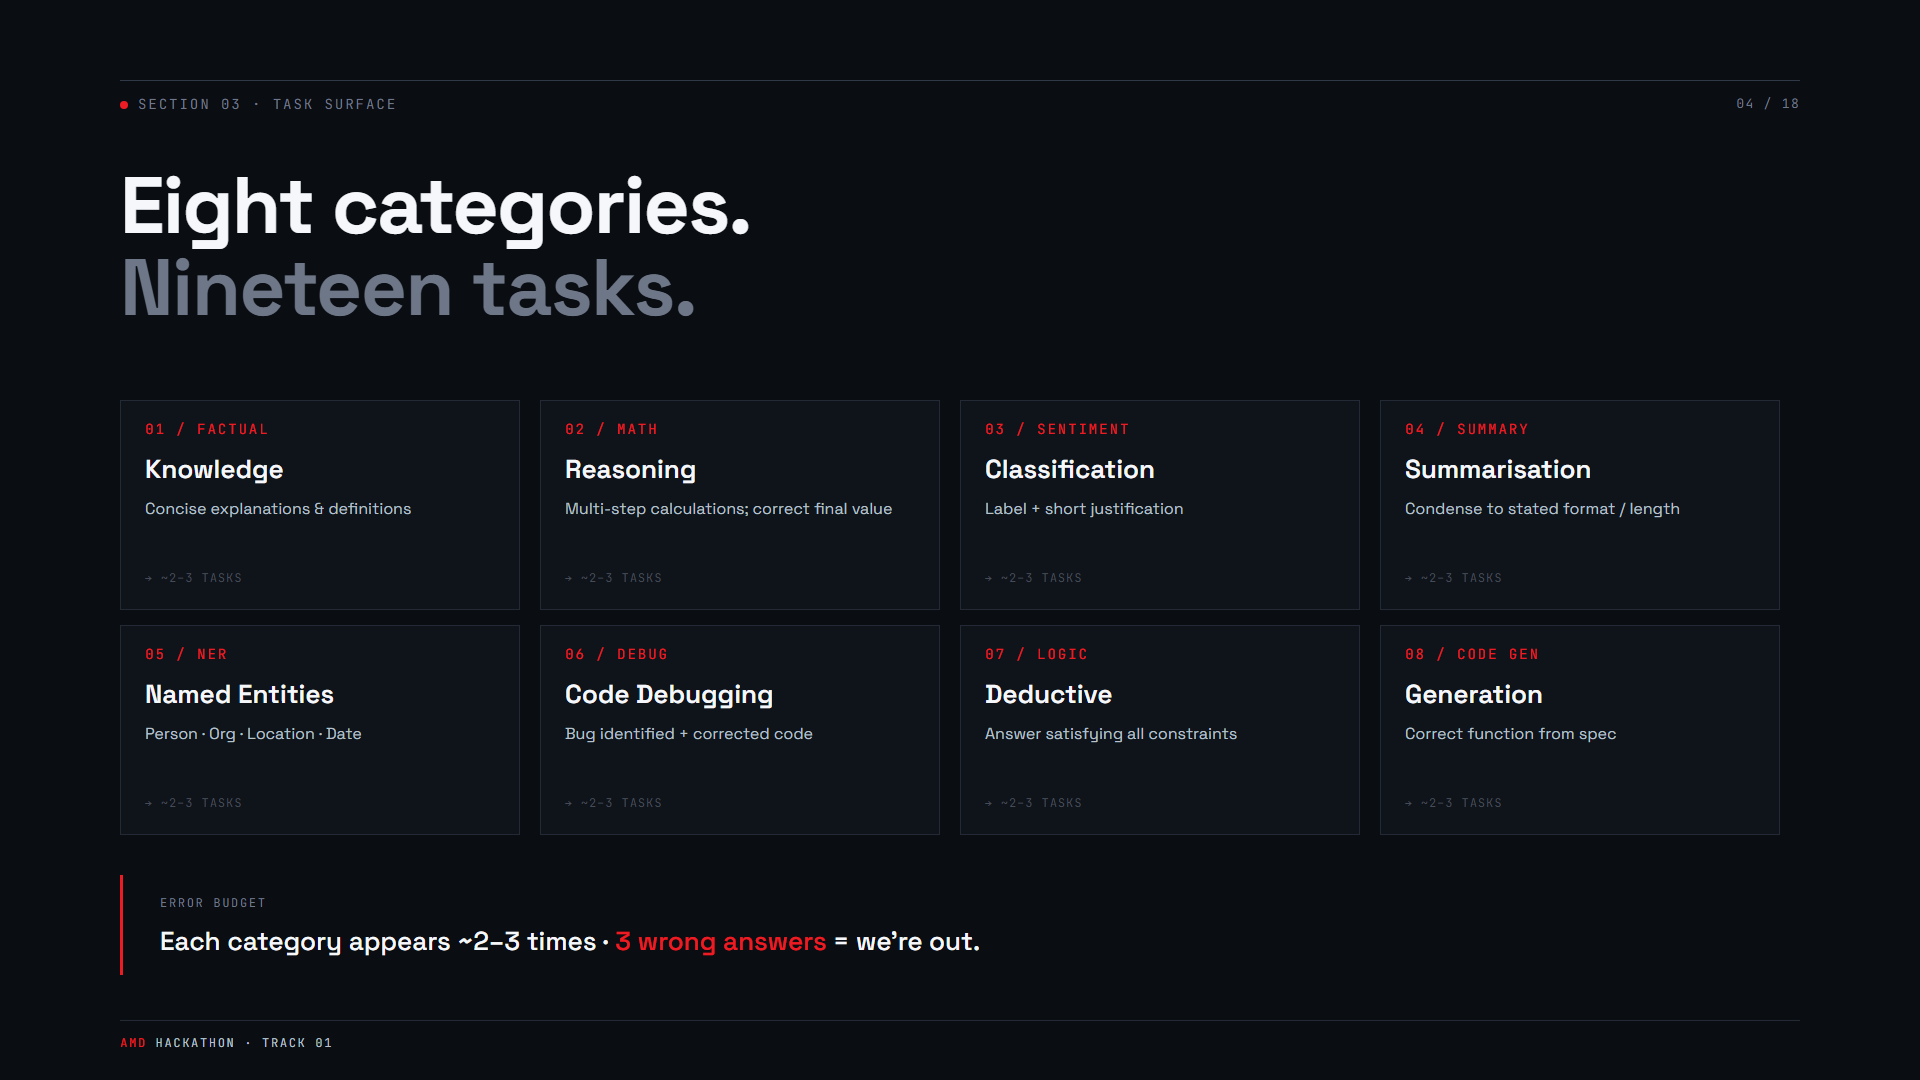 SECTION 03 · TASK SURFACE
04 / 18
Eight categories.
Nineteen tasks.
01 / FACTUAL
Knowledge
Concise explanations & definitions
→ ~2–3 TASKS
02 / MATH
Reasoning
Multi-step calculations; correct final value
→ ~2–3 TASKS
03 / SENTIMENT
Classification
Label + short justification
→ ~2–3 TASKS
04 / SUMMARY
Summarisation
Condense to stated format / length
→ ~2–3 TASKS
05 / NER
Named Entities
Person · Org · Location · Date
→ ~2–3 TASKS
06 / DEBUG
Code Debugging
Bug identified + corrected code
→ ~2–3 TASKS
07 / LOGIC
Deductive
Answer satisfying all constraints
→ ~2–3 TASKS
08 / CODE GEN
Generation
Correct function from spec
→ ~2–3 TASKS
ERROR BUDGET
Each category appears ~2–3 times · 3 wrong answers = we’re out.
AMD HACKATHON · TRACK 01